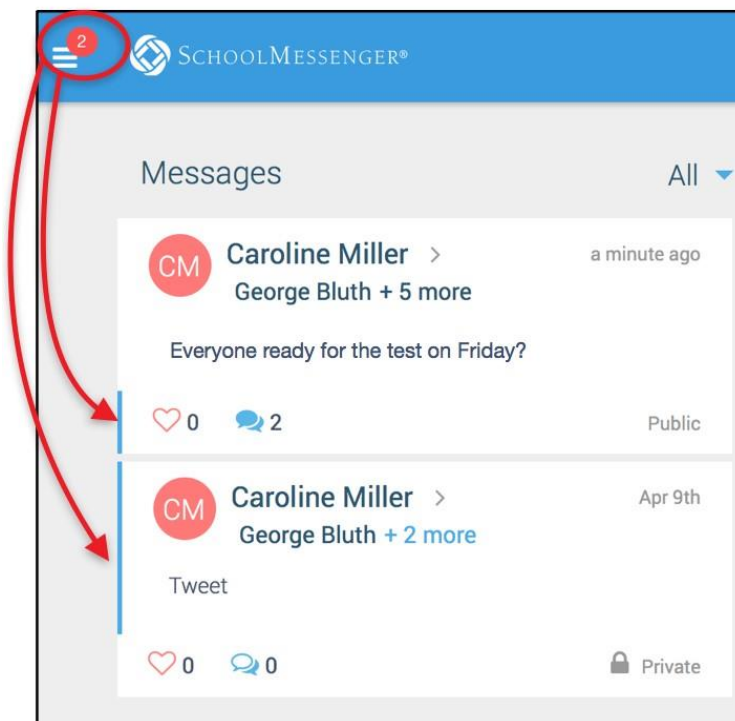 2
SCHOOLMESSENGER®
Messages All
CM Caroline Miller > a minute ago
George Bluth + 5 more
Everyone ready for the test on Friday?
0 2 Public
CM Caroline Miller > Apr 9th
George Bluth + 2 more
Tweet
0 0 Private